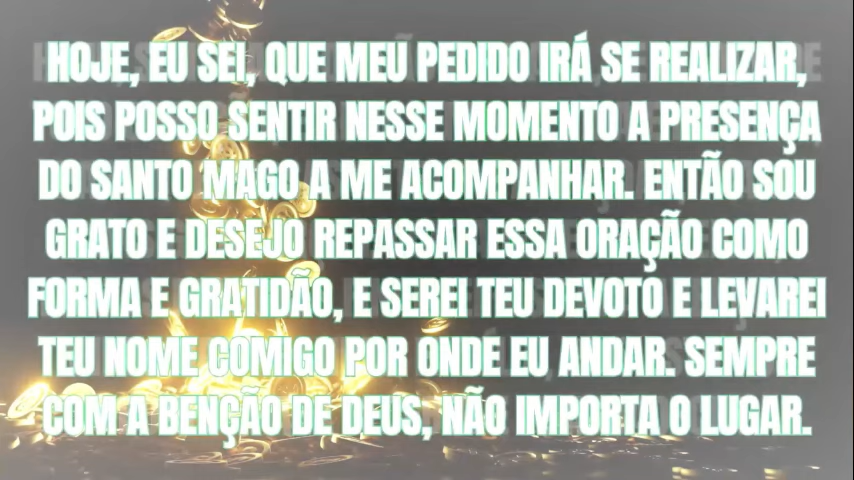 HOJE, EU SEI, QUE MEU PEDIDO IRÁ SE REALIZAR,
POIS POSSO SENTIR NESSE MOMENTO A PRESENÇA
DO SANTO MAGO A ME ACOMPANHAR. ENTÃO SOU
GRATO E DESEJO REPASSAR ESSA ORAÇÃO COMO
FORMA E GRATIDÃO, E SEREI TEU DEVOTO E LEVAREI
TEU NOME COMIGO POR ONDE EU ANDAR. SEMPRE
COM A BENÇÃO DE DEUS, NÃO IMPORTA O LUGAR.